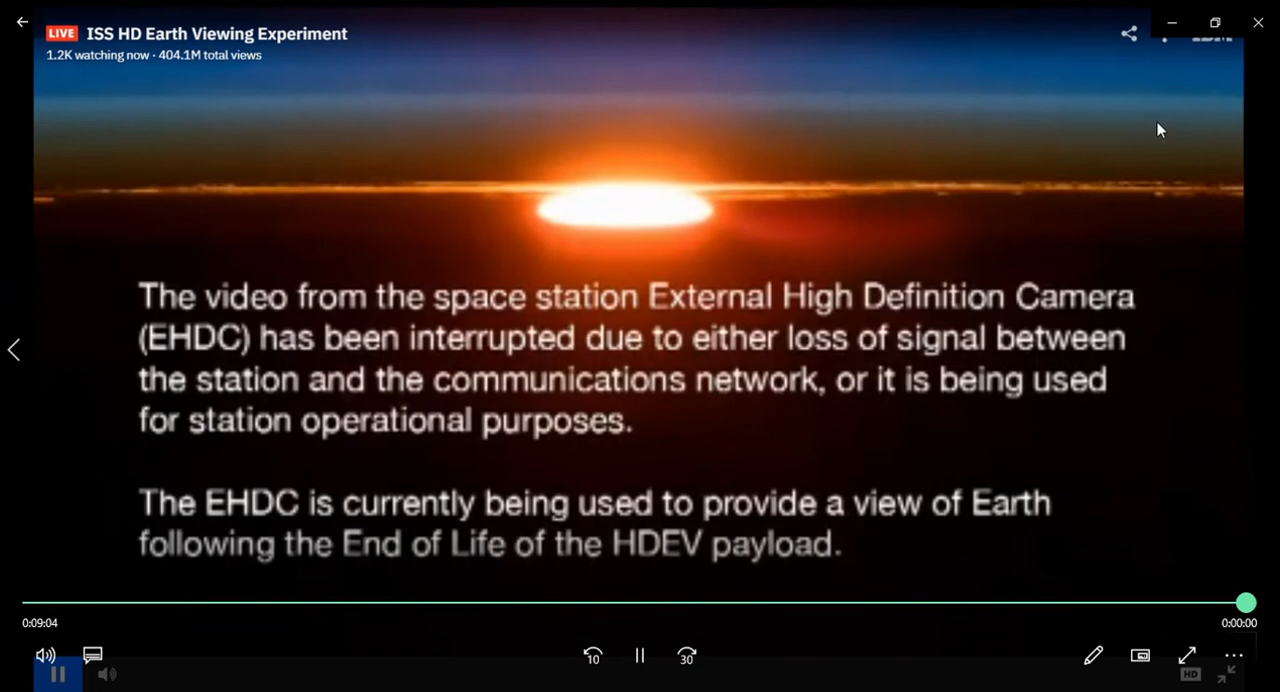 LIVE ISS HD Earth Viewing Experiment
1.2K watching now · 404.1M total views
The video from the space station External High Definition Camera
(EHDC) has been interrupted due to either loss of signal between
the station and the communications network, or it is being used
for station operational purposes.
The EHDC is currently being used to provide a view of Earth
following the End of Life of the HDEV payload.
0:09:04
0:00:00
10
30
HD